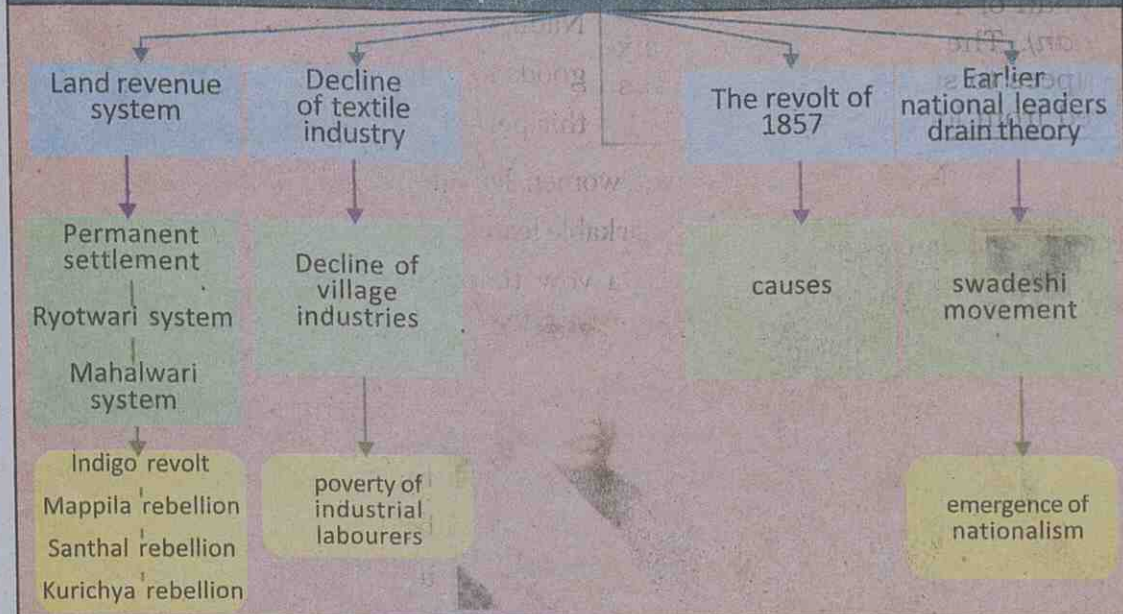 Land revenue
system
Permanent
settlement
Ryotwari system
Mahalwari
system
Indigo revolt
Mappila rebellion
Santhal rebellion
Kurichya rebellion
Decline
of textile
industry
Decline of
village
industries
poverty of
industrial
labourers
The revolt of
1857
causes
Earlier
national leaders
drain theory
swadeshi
movement
emergence of
nationalism